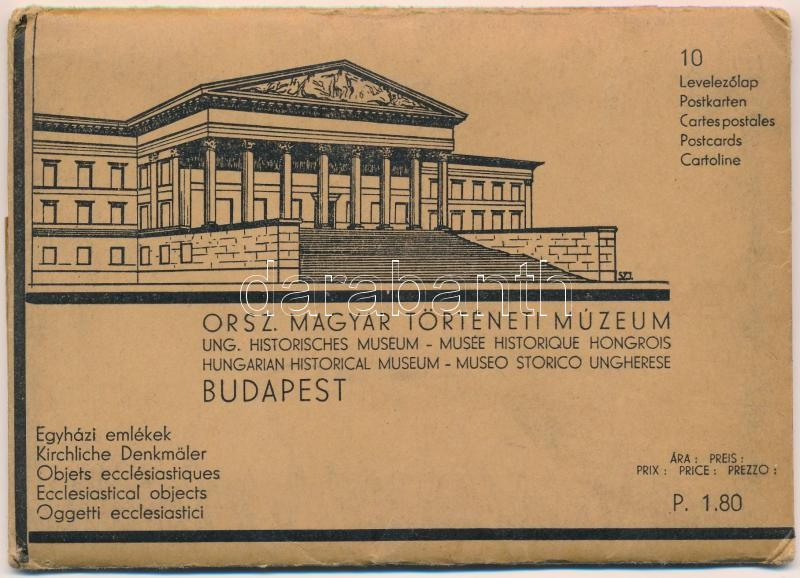 10
Levelezőlap
Postkarten
Cartes postales
Postcards
Cartoline
SZJ.
darabanth
ORSZ. MAGYAR TÖRTÉNETI MÚZEUM
UNG. HISTORISCHES MUSEUM - MUSÉE HISTORIQUE HONGROIS
HUNGARIAN HISTORICAL MUSEUM - MUSEO STORICO UNGHERESE
BUDAPEST
Egyházi emlékek
Kirchliche Denkmäler
Objets ecclésiastiques
Ecclesiastical objects
Oggetti ecclesiastici
ÁRA : PREIS :
PRIX : PRICE : PREZZO :
P. 1.80